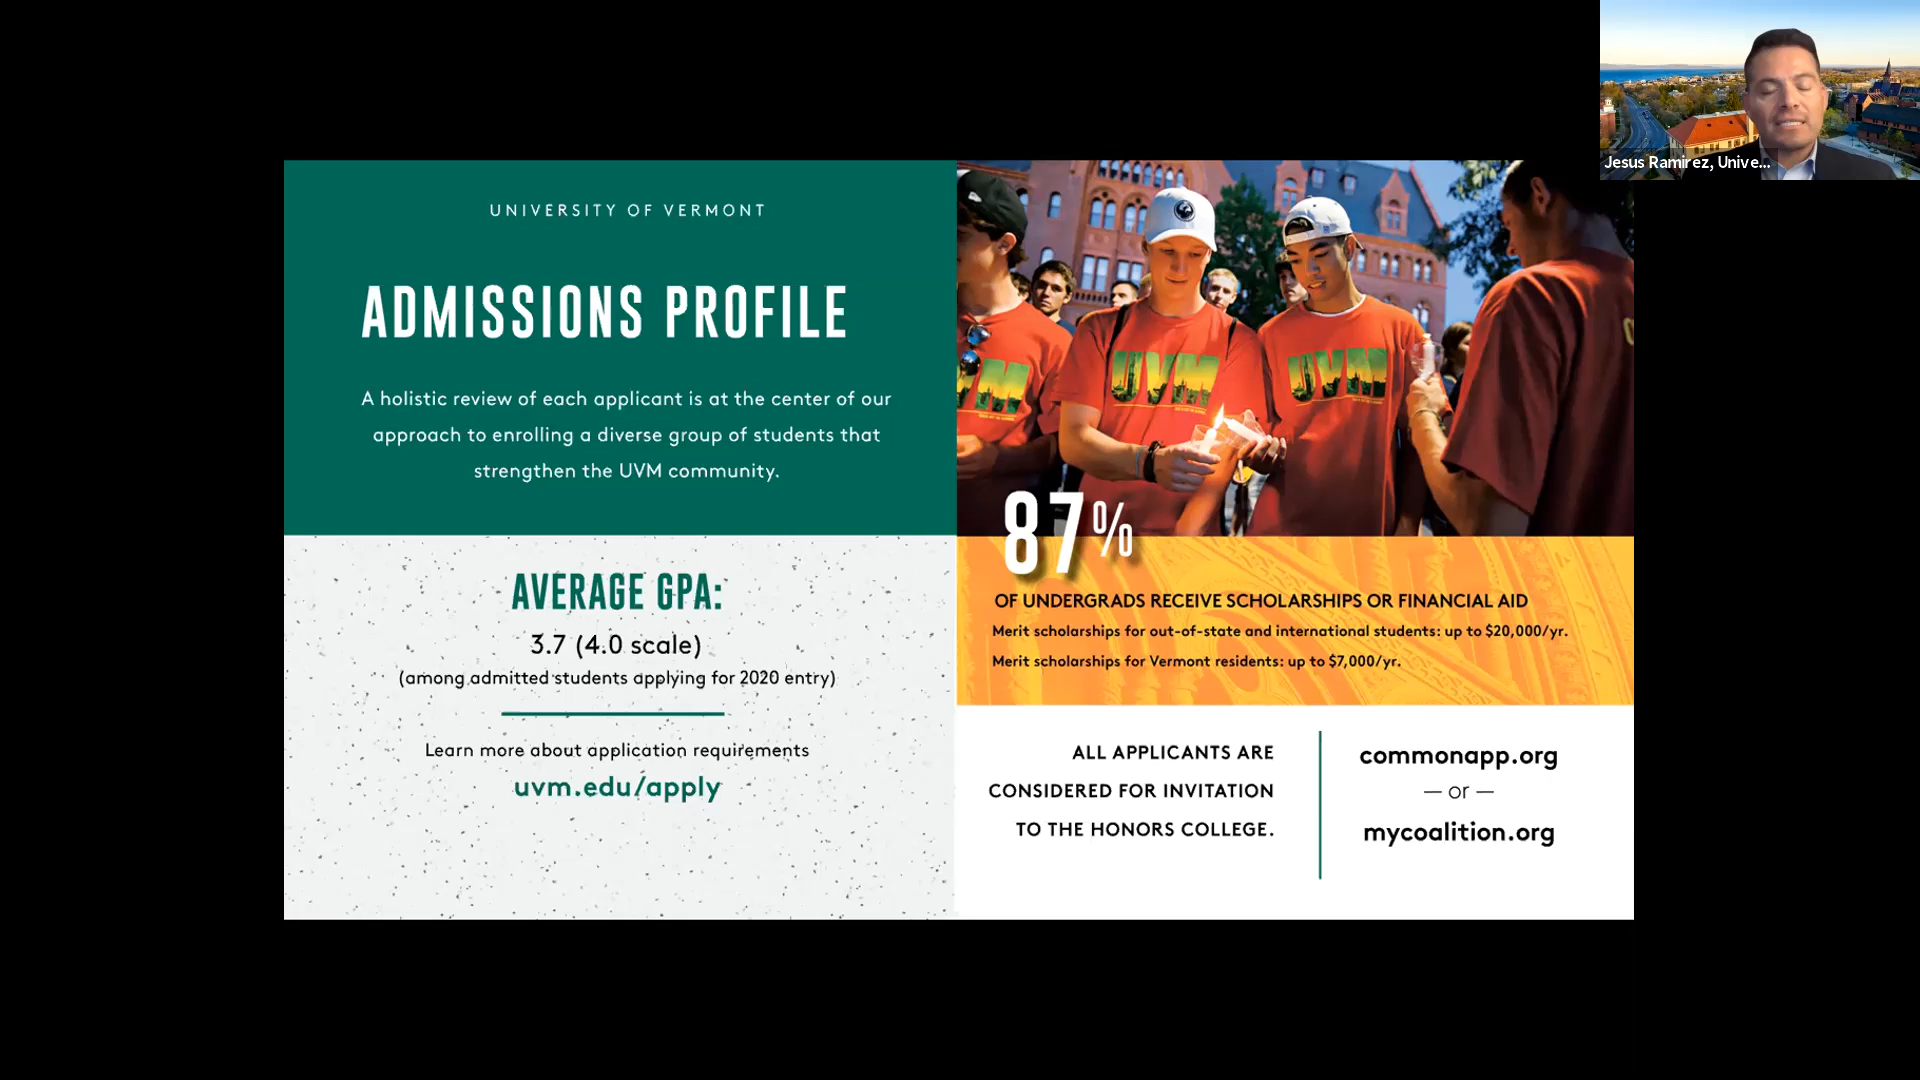 UNIVERSITY OF VERMONT
ADMISSIONS PROFILE
A holistic review of each applicant is at the center of our
approach to enrolling a diverse group of students that
strengthen the UVM community.
AVERAGE GPA:
3.7 (4.0 scale)
(among admitted students applying for 2020 entry)
Learn more about application requirements
uvm.edu/apply
UVM
UVM
87%
OF UNDERGRADS RECEIVE SCHOLARSHIPS OR FINANCIAL AID
Merit scholarships for out-of-state and international students: up to $20,000/yr.
Merit scholarships for Vermont residents: up to $7,000/yr.
ALL APPLICANTS ARE
CONSIDERED FOR INVITATION
TO THE HONORS COLLEGE.
commonapp.org
— or —
mycoalition.org
Jesus Ramirez, Unive...